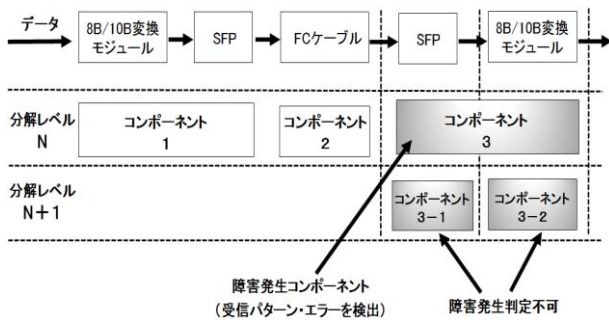 データ
8B/10B変換
モジュール
SFP
FCケーブル
SFP
8B/10B変換
モジュール
分解レベル
N
コンポーネント
1
コンポーネント
2
コンポーネント
3
分解レベル
N+1
コンポーネント
3-1
コンポーネント
3-2
障害発生コンポーネント
(受信パターン・エラーを検出)
障害発生判定不可